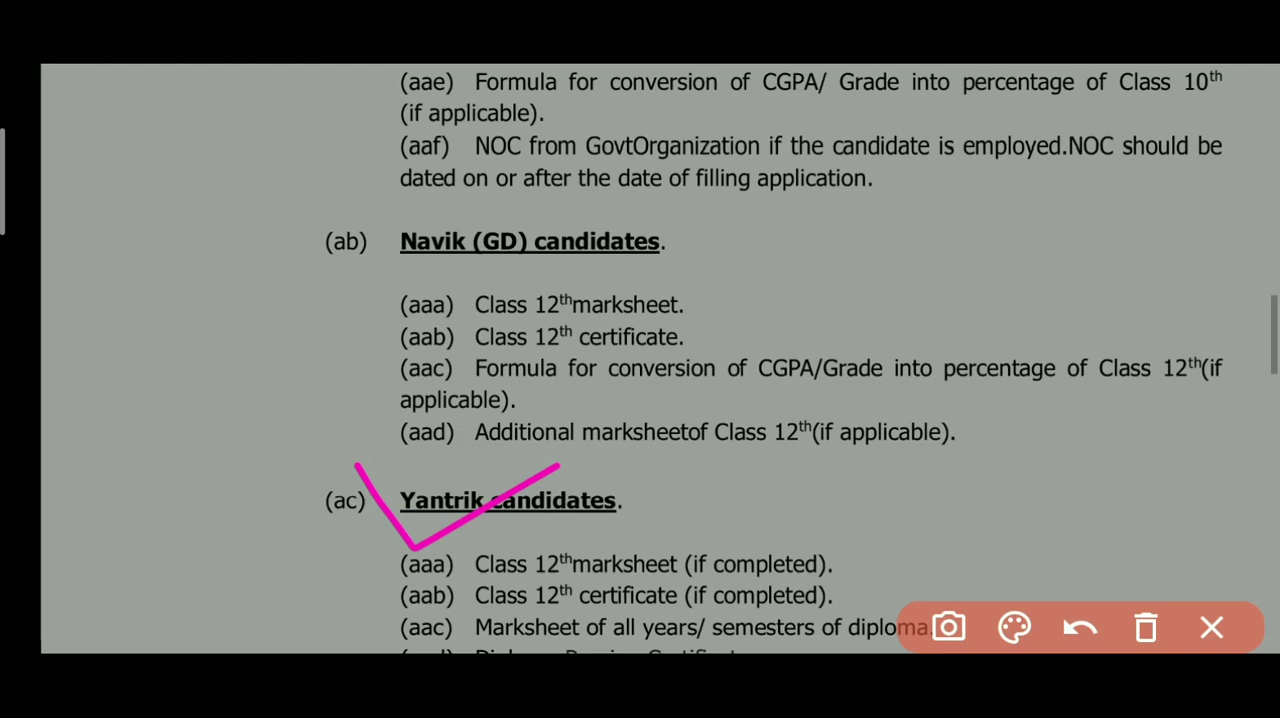 (aae) Formula for conversion of CGPA/ Grade into percentage of Class 10th
(if applicable).
(aaf) NOC from GovtOrganization if the candidate is employed.NOC should be
dated on or after the date of filling application.
(ab) Navik (GD) candidates.
(aaa) Class 12thmarksheet.
(aab) Class 12th certificate.
(aac) Formula for conversion of CGPA/Grade into percentage of Class 12th(if
applicable).
(aad) Additional marksheetof Class 12th(if applicable).
(ac) Yantrik candidates.
(aaa) Class 12thmarksheet (if completed).
(aab) Class 12th certificate (if completed).
(aac) Marksheet of all years/ semesters of diploma.